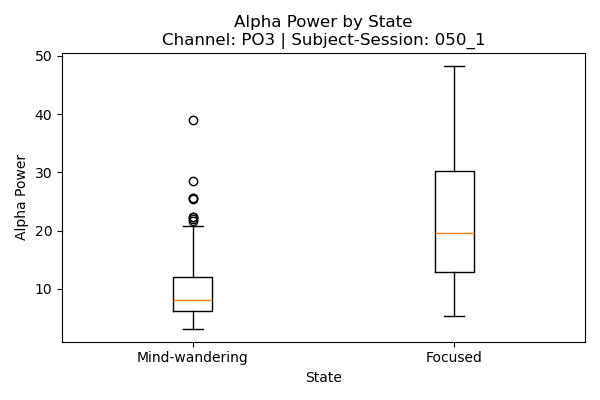 Alpha Power by State
Channel: PO3 | Subject-Session: 050_1
50
40
30
20
10
Alpha Power
Mind-wandering
Focused
State